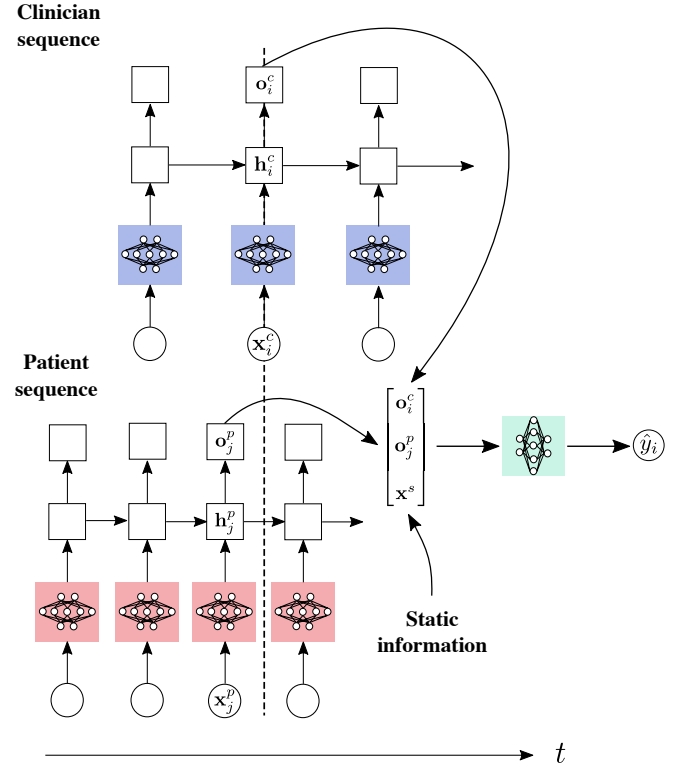 Clinician
sequence
o_i^c
h_i^c
x_i^c
Patient
sequence
o_i^c
o_j^p
o_j^p
ŷ_i
x^s
h_j^p
Static
information
x_j^p
t